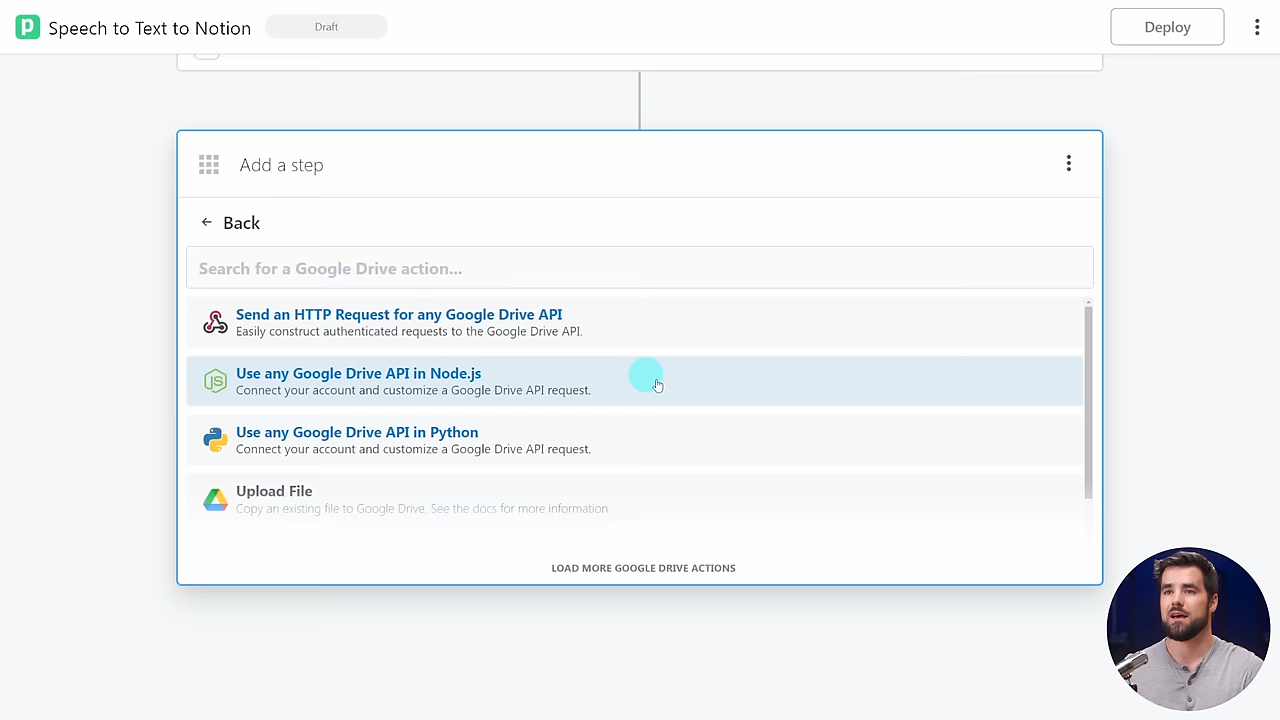 p Speech to Text to Notion Draft Deploy
Add a step
← Back
Search for a Google Drive action...
Send an HTTP Request for any Google Drive API
Easily construct authenticated requests to the Google Drive API.
JS
Use any Google Drive API in Node.js
Connect your account and customize a Google Drive API request.
Use any Google Drive API in Python
Connect your account and customize a Google Drive API request.
Upload File
Copy an existing file to Google Drive. See the docs for more information
LOAD MORE GOOGLE DRIVE ACTIONS